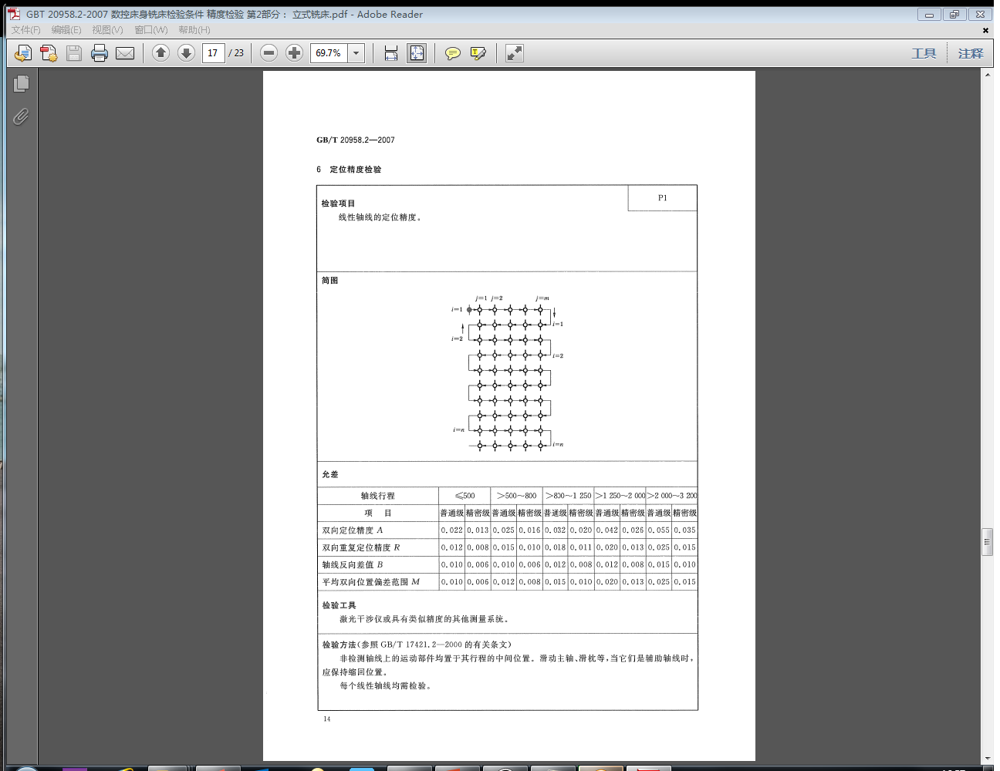 GBT 20958.2-2007 数控床身铣床检验条件 精度检验 第2部分： 立式铣床.pdf - Adobe Reader
文件(F) 编辑(E) 视图(V) 窗口(W) 帮助(H)
17 / 23 69.7% 工具 注释
GB/T 20958.2—2007
6 定位精度检验
P1
检验项目
线性轴线的定位精度。
简图
j=1 j=2 j=m
i=1
i=1
i=2
i=2
i=n
i=n
允差
轴线行程 ≤500 >500~800 >800~1 250 >1 250~2 000 >2 000~3 200
项 目 普通级 精密级 普通级 精密级 普通级 精密级 普通级 精密级 普通级 精密级
双向定位精度 A 0.022 0.013 0.025 0.016 0.032 0.020 0.042 0.026 0.055 0.035
双向重复定位精度 R 0.012 0.008 0.015 0.010 0.018 0.011 0.020 0.013 0.025 0.015
轴线反向差值 B 0.010 0.006 0.010 0.006 0.012 0.008 0.012 0.008 0.015 0.010
平均双向位置偏差范围 M 0.010 0.006 0.012 0.008 0.015 0.010 0.020 0.013 0.025 0.015
检验工具
激光干涉仪或具有类似精度的其他测量系统。
检验方法(参照 GB/T 17421.2—2000 的有关条文)
非检测轴线上的运动部件均置于其行程的中间位置。滑动主轴、滑枕等,当它们是辅助轴线时,
应保持缩回位置。
每个线性轴线均需检验。
14